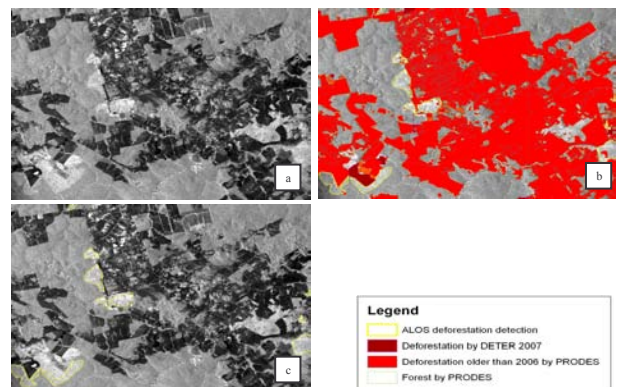 a
b
c
Legend
ALOS deforestation detection
Deforestation by DETER 2007
Deforestation older than 2006 by PRODES
Forest by PRODES